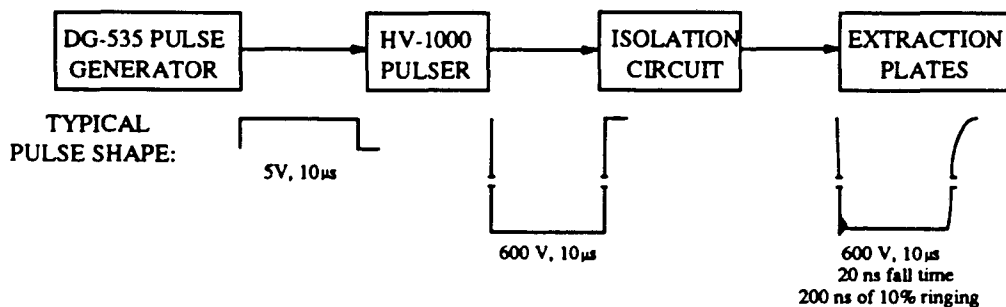 DG-535 PULSE
GENERATOR
HV-1000
PULSER
ISOLATION
CIRCUIT
EXTRACTION
PLATES
TYPICAL
PULSE SHAPE:
5V, 10µs
600 V, 10µs
600 V, 10µs
20 ns fall time
200 ns of 10% ringing